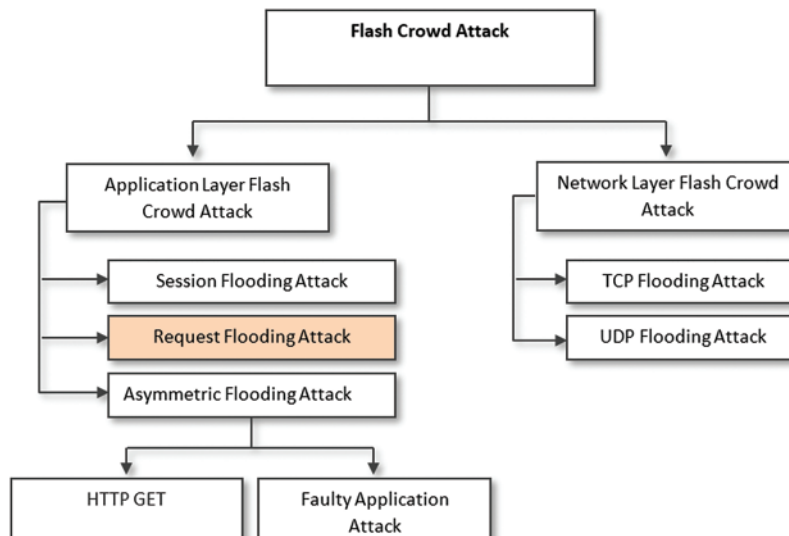 Flash Crowd Attack
Application Layer Flash
Crowd Attack
Network Layer Flash Crowd
Attack
Session Flooding Attack
TCP Flooding Attack
Request Flooding Attack
UDP Flooding Attack
Asymmetric Flooding Attack
HTTP GET
Faulty Application
Attack